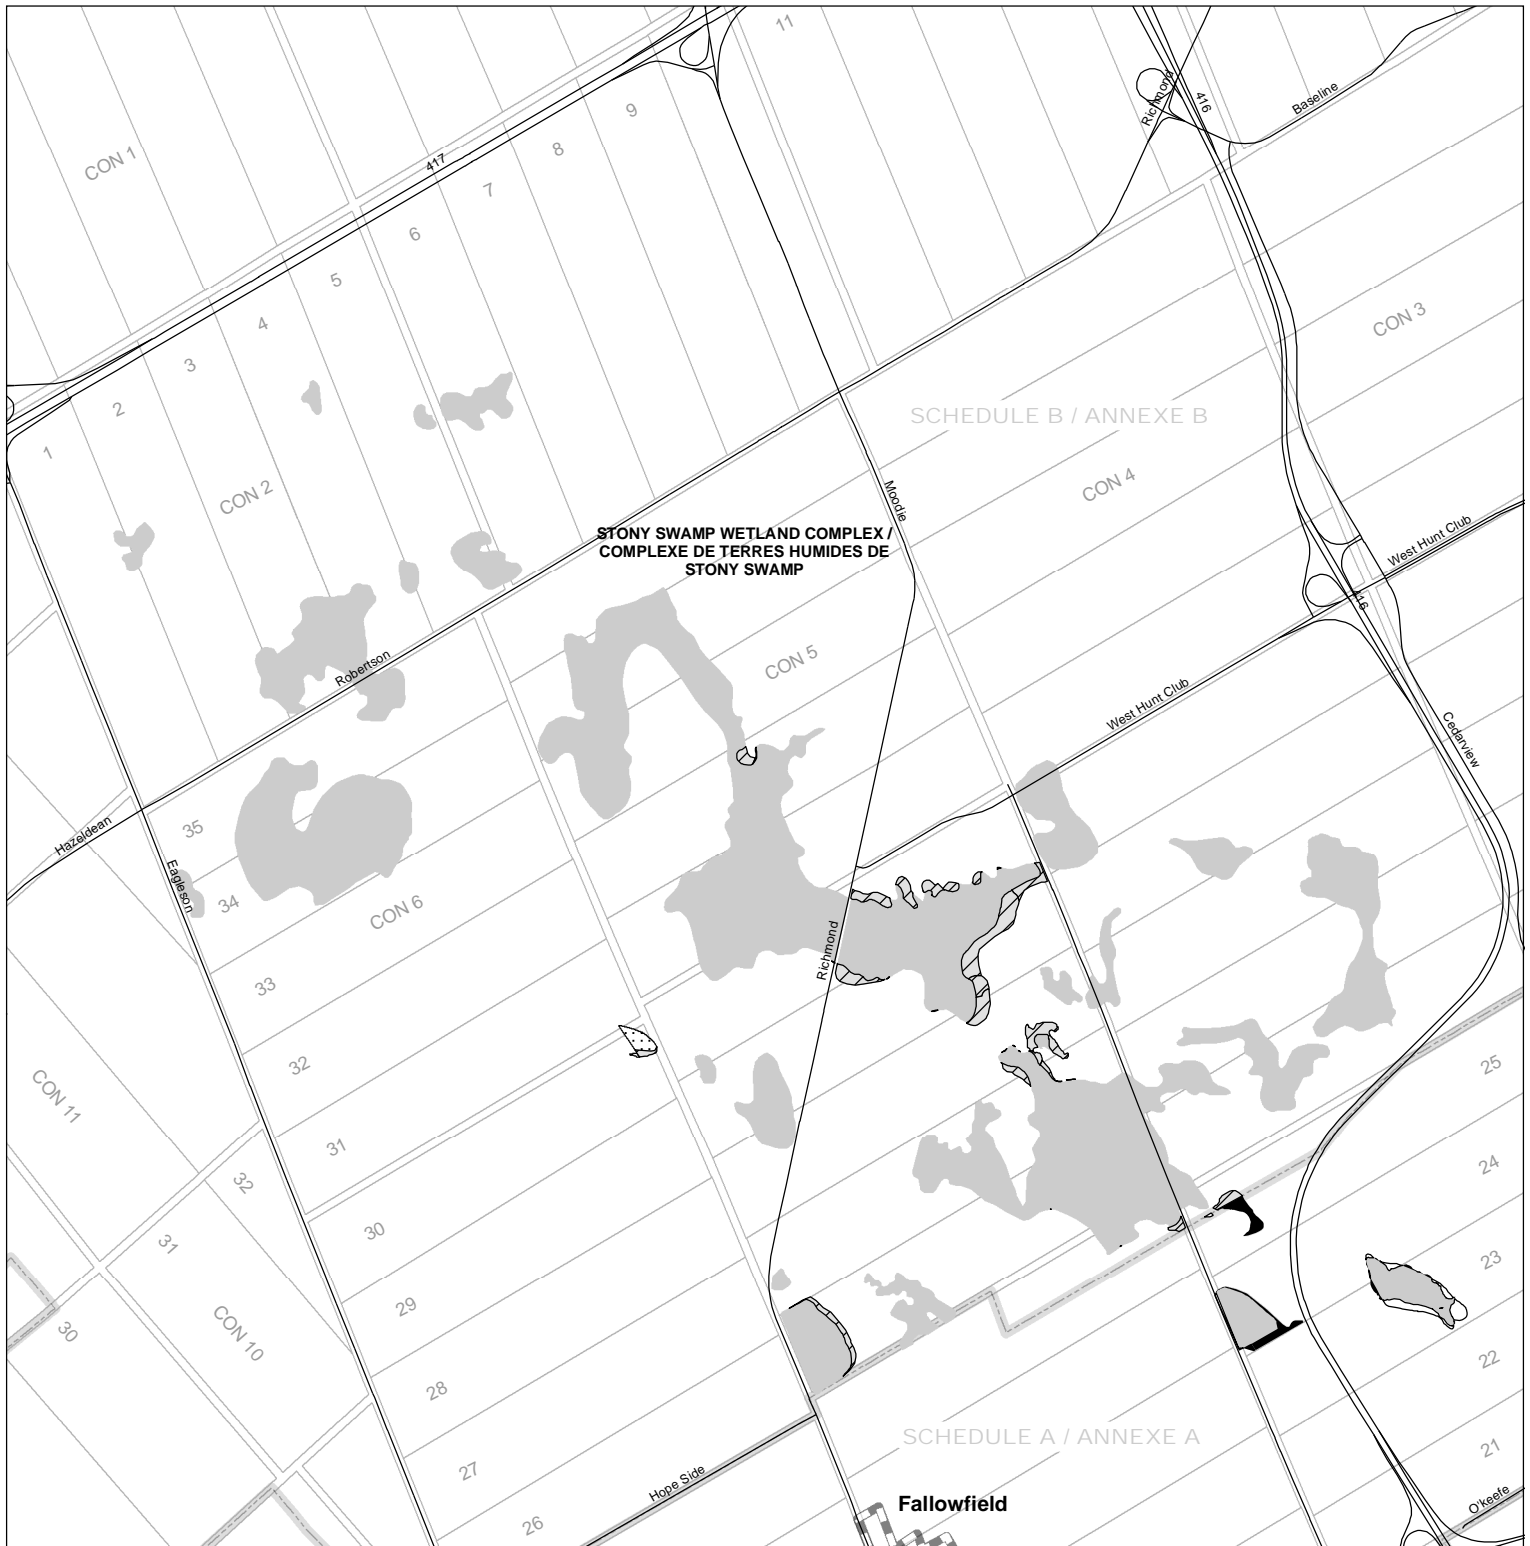 11
9
8
7
6
5
4
3
2
1
CON 1
417
Richmond
416
Baseline
CON 3
SCHEDULE B / ANNEXE B
CON 4
CON 2
Moodie
STONY SWAMP WETLAND COMPLEX /
COMPLEXE DE TERRES HUMIDES DE
STONY SWAMP
West Hunt Club
416
CON 5
Robertson
West Hunt Club
Cedarview
Hazeldean
35
Eagleson
34
CON 6
Richmond
33
32
CON 11
25
31
32
24
30
31
23
29
30
CON 10
28
22
SCHEDULE A / ANNEXE A
27
21
Hope Side
Fallowfield
O'keefe
26